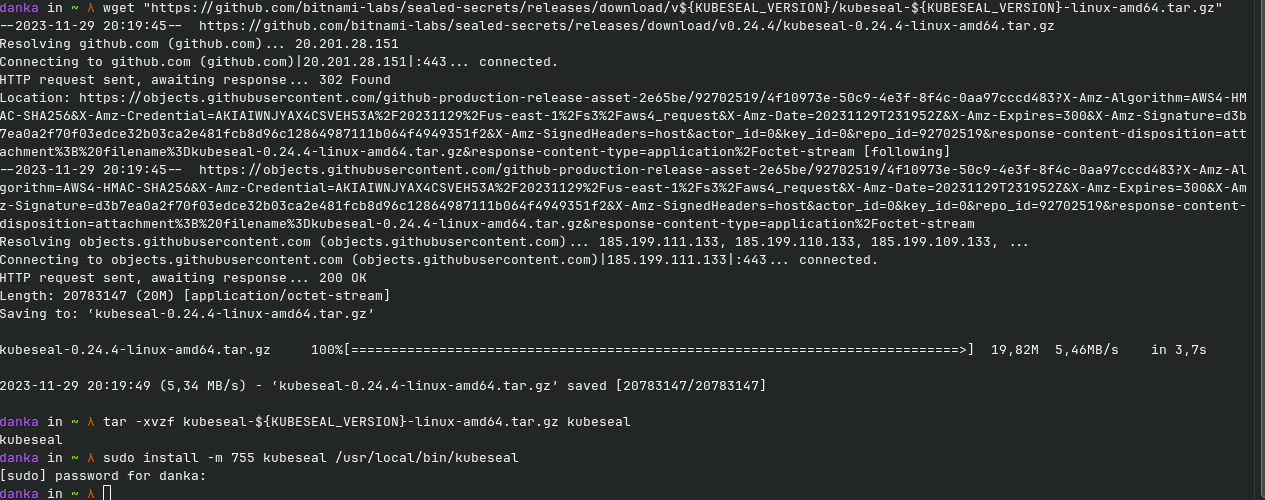 danka in ~ λ wget "https://github.com/bitnami-labs/sealed-secrets/releases/download/v${KUBESEAL_VERSION}/kubeseal-${KUBESEAL_VERSION}-linux-amd64.tar.gz"
--2023-11-29 20:19:45--  https://github.com/bitnami-labs/sealed-secrets/releases/download/v0.24.4/kubeseal-0.24.4-linux-amd64.tar.gz
Resolving github.com (github.com)... 20.201.28.151
Connecting to github.com (github.com)|20.201.28.151|:443... connected.
HTTP request sent, awaiting response... 302 Found
Location: https://objects.githubusercontent.com/github-production-release-asset-2e65be/92702519/4f10973e-50c9-4e3f-8f4c-0aa97cccd483?X-Amz-Algorithm=AWS4-HM
AC-SHA256&X-Amz-Credential=AKIAIWNJYAX4CSVEH53A%2F20231129%2Fus-east-1%2Fs3%2Faws4_request&X-Amz-Date=20231129T231952Z&X-Amz-Expires=300&X-Amz-Signature=d3b
7ea0a2f70f03edce32b03ca2e481fcb8d96c12864987111b064f4949351f2&X-Amz-SignedHeaders=host&actor_id=0&key_id=0&repo_id=92702519&response-content-disposition=att
achment%3B%20filename%3Dkubeseal-0.24.4-linux-amd64.tar.gz&response-content-type=application%2Foctet-stream [following]
--2023-11-29 20:19:45--  https://objects.githubusercontent.com/github-production-release-asset-2e65be/92702519/4f10973e-50c9-4e3f-8f4c-0aa97cccd483?X-Amz-Al
gorithm=AWS4-HMAC-SHA256&X-Amz-Credential=AKIAIWNJYAX4CSVEH53A%2F20231129%2Fus-east-1%2Fs3%2Faws4_request&X-Amz-Date=20231129T231952Z&X-Amz-Expires=300&X-Am
z-Signature=d3b7ea0a2f70f03edce32b03ca2e481fcb8d96c12864987111b064f4949351f2&X-Amz-SignedHeaders=host&actor_id=0&key_id=0&repo_id=92702519&response-content-
disposition=attachment%3B%20filename%3Dkubeseal-0.24.4-linux-amd64.tar.gz&response-content-type=application%2Foctet-stream
Resolving objects.githubusercontent.com (objects.githubusercontent.com)... 185.199.111.133, 185.199.110.133, 185.199.109.133, ...
Connecting to objects.githubusercontent.com (objects.githubusercontent.com)|185.199.111.133|:443... connected.
HTTP request sent, awaiting response... 200 OK
Length: 20783147 (20M) [application/octet-stream]
Saving to: ‘kubeseal-0.24.4-linux-amd64.tar.gz’
kubeseal-0.24.4-linux-amd64.tar.gz     100%[============================================================================>]  19,82M  5,46MB/s    in 3,7s
2023-11-29 20:19:49 (5,34 MB/s) - ‘kubeseal-0.24.4-linux-amd64.tar.gz’ saved [20783147/20783147]
danka in ~ λ tar -xvzf kubeseal-${KUBESEAL_VERSION}-linux-amd64.tar.gz kubeseal
kubeseal
danka in ~ λ sudo install -m 755 kubeseal /usr/local/bin/kubeseal
[sudo] password for danka:
danka in ~ λ